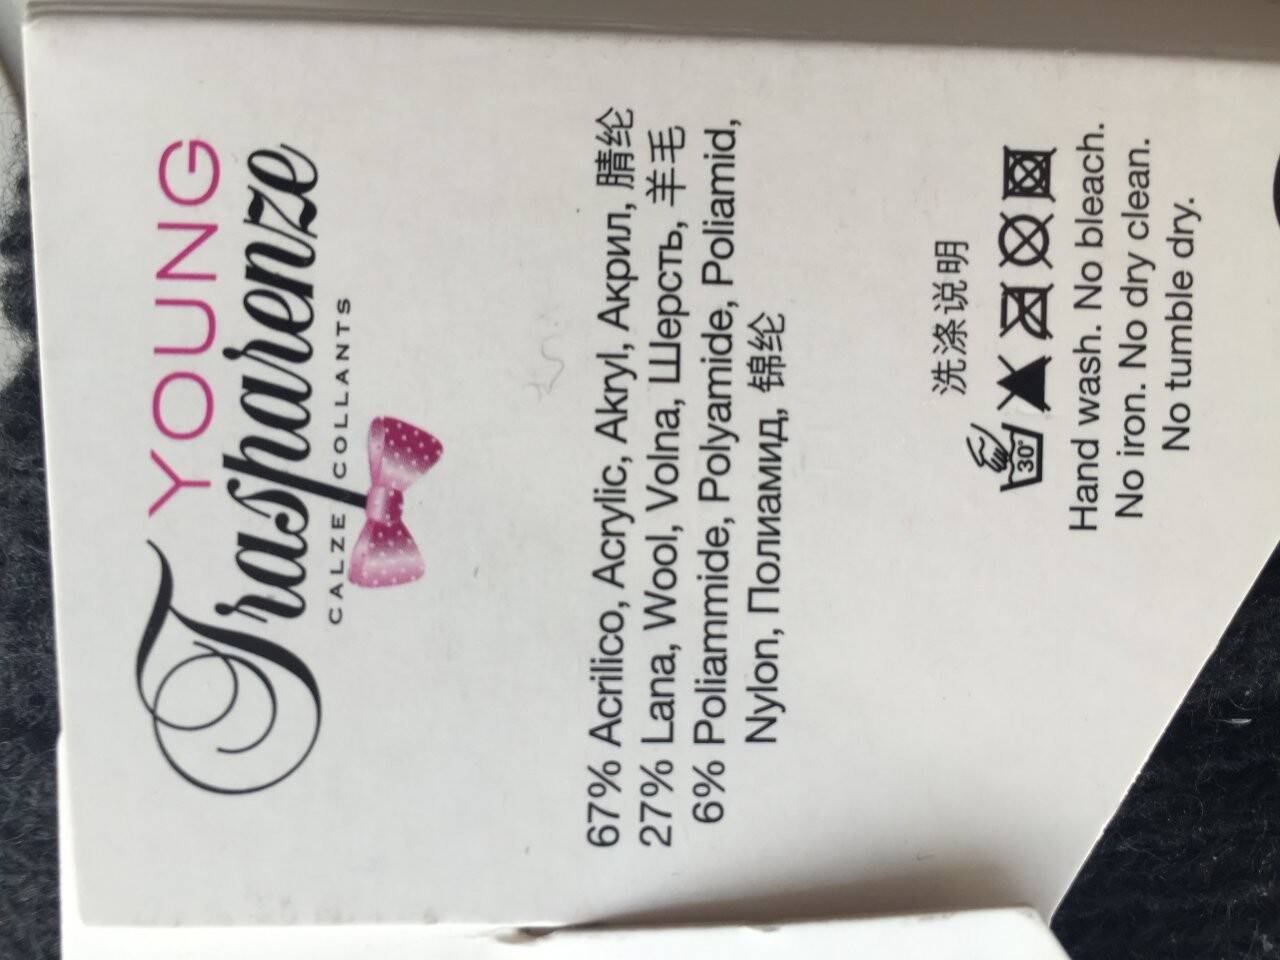 YOUNG
Trasparenze
CALZE COLLANTS
67% Acrilico, Acrylic, Akryl, Акрил, 腈纶
27% Lana, Wool, Volna, Шерсть, 羊毛
6% Poliammide, Polyamide, Poliamid,
Nylon, Полиамид, 锦纶
洗涤说明
30°
Hand wash. No bleach.
No iron. No dry clean.
No tumble dry.